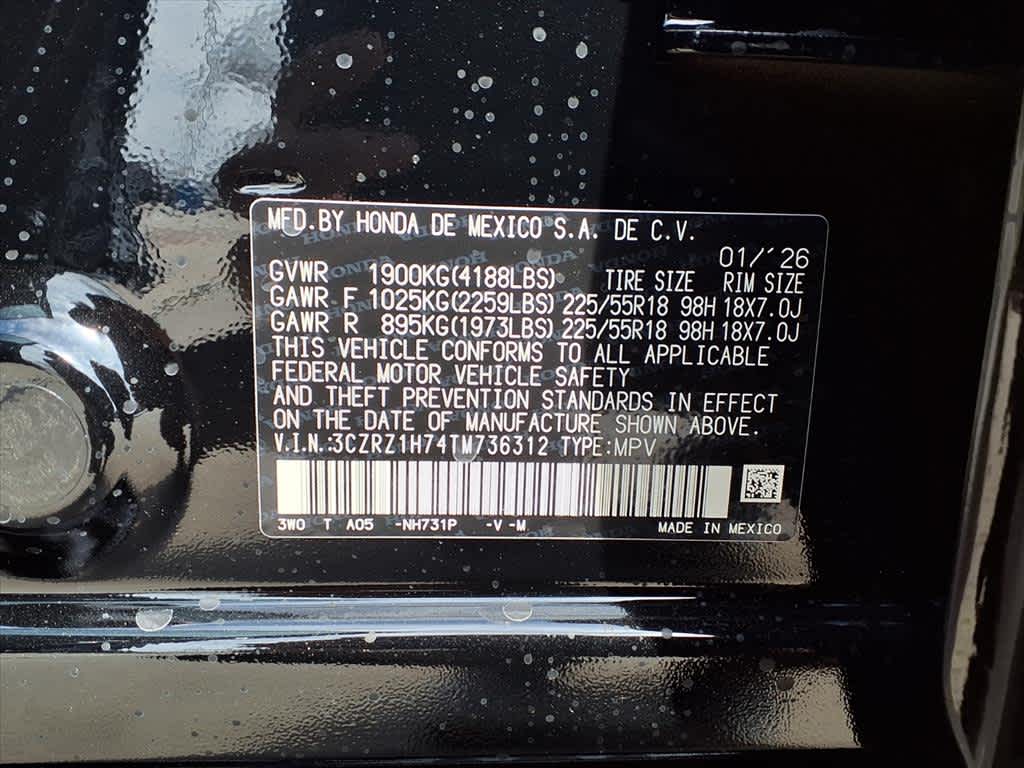 MFD.BY HONDA DE MEXICO S.A. DE C.V.
01/'26
GVWR 1900KG(4188LBS) TIRE SIZE RIM SIZE
GAWR F 1025KG(2259LBS) 225/55R18 98H 18X7.0J
GAWR R 895KG(1973LBS) 225/55R18 98H 18X7.0J
THIS VEHICLE CONFORMS TO ALL APPLICABLE
FEDERAL MOTOR VEHICLE SAFETY
AND THEFT PREVENTION STANDARDS IN EFFECT
ON THE DATE OF MANUFACTURE SHOWN ABOVE.
V.I.N.:3CZRZ1H74TM736312 TYPE:MPV
3W0 T A05 -NH731P -V -M MADE IN MEXICO